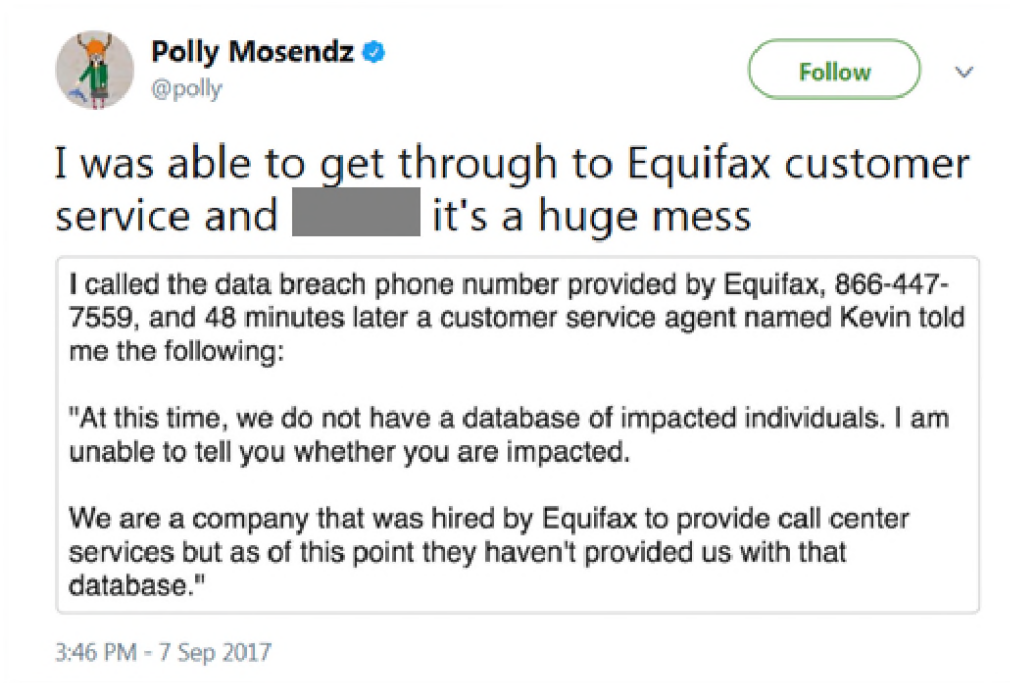 Polly Mosendz
@polly
Follow
I was able to get through to Equifax customer
service and it's a huge mess
I called the data breach phone number provided by Equifax, 866-447-
7559, and 48 minutes later a customer service agent named Kevin told
me the following:
"At this time, we do not have a database of impacted individuals. I am
unable to tell you whether you are impacted.
We are a company that was hired by Equifax to provide call center
services but as of this point they haven't provided us with that
database."
3:46 PM - 7 Sep 2017